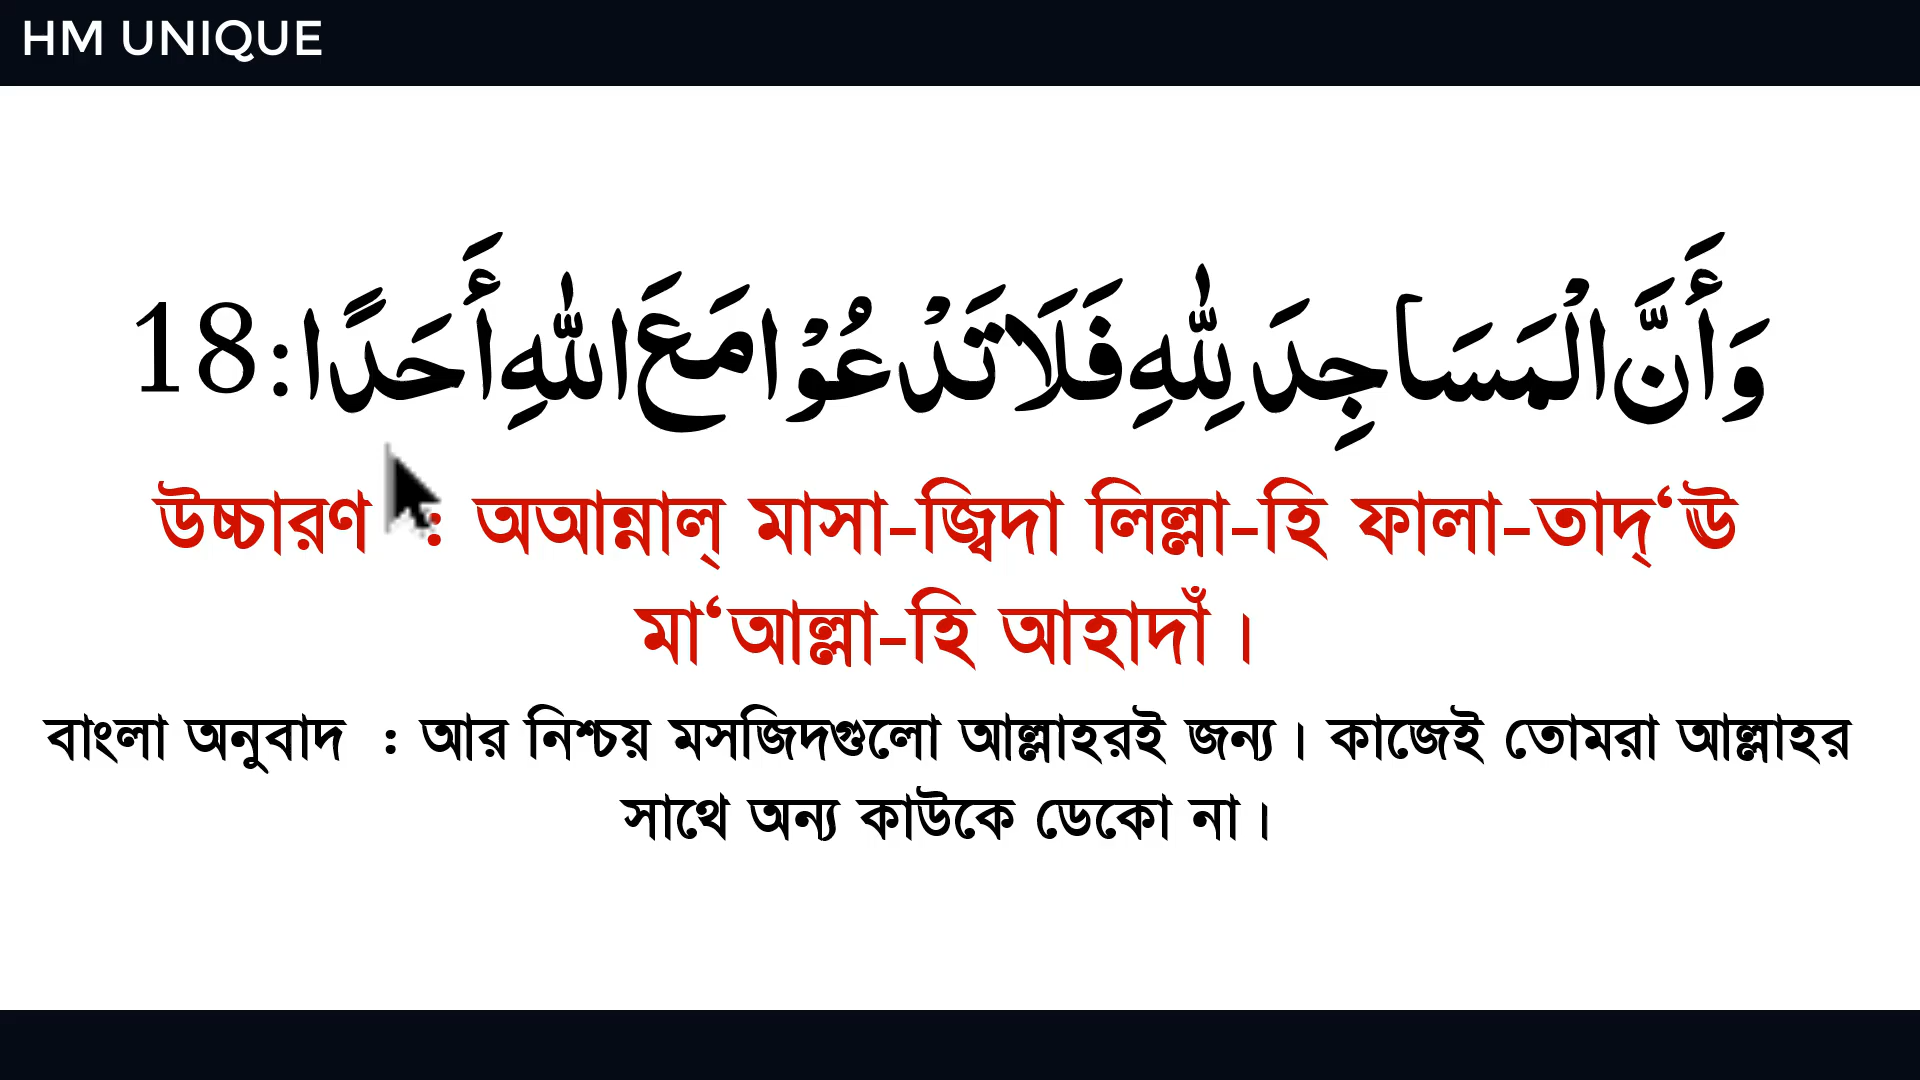 HM UNIQUE
وَأَنَّ الْمَسَاجِدَ لِلّٰهِ فَلَا تَدْعُوْا مَعَ اللّٰهِ أَحَدًا :18
উচ্চারণ : অআন্নাল্ মাসা-জ্বিদা লিল্লা-হি ফালা-তাদ্‘ঊ
মা‘আল্লা-হি আহাদাঁ।
বাংলা অনুবাদ : আর নিশ্চয় মসজিদগুলো আল্লাহরই জন্য। কাজেই তোমরা আল্লাহর
সাথে অন্য কাউকে ডেকো না।